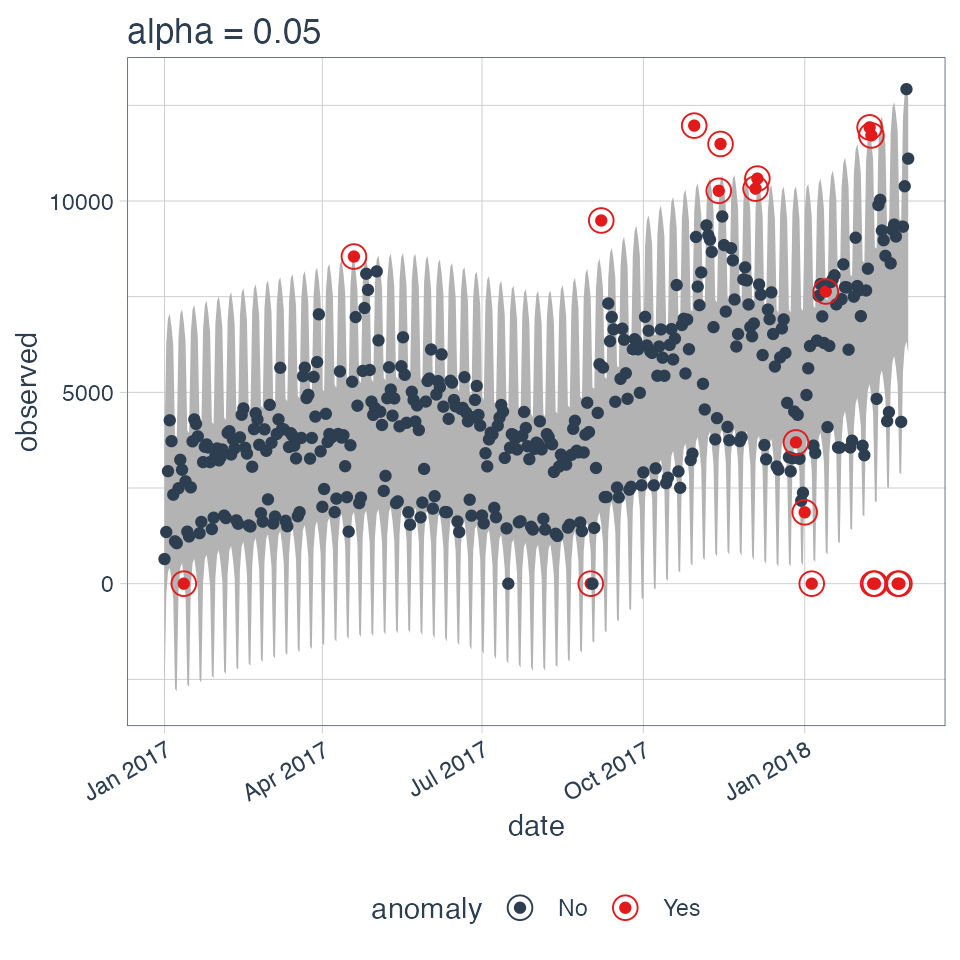 alpha = 0.05
observed
10000
5000
0
Jan 2017
Apr 2017
Jul 2017
Oct 2017
Jan 2018
date
anomaly No Yes